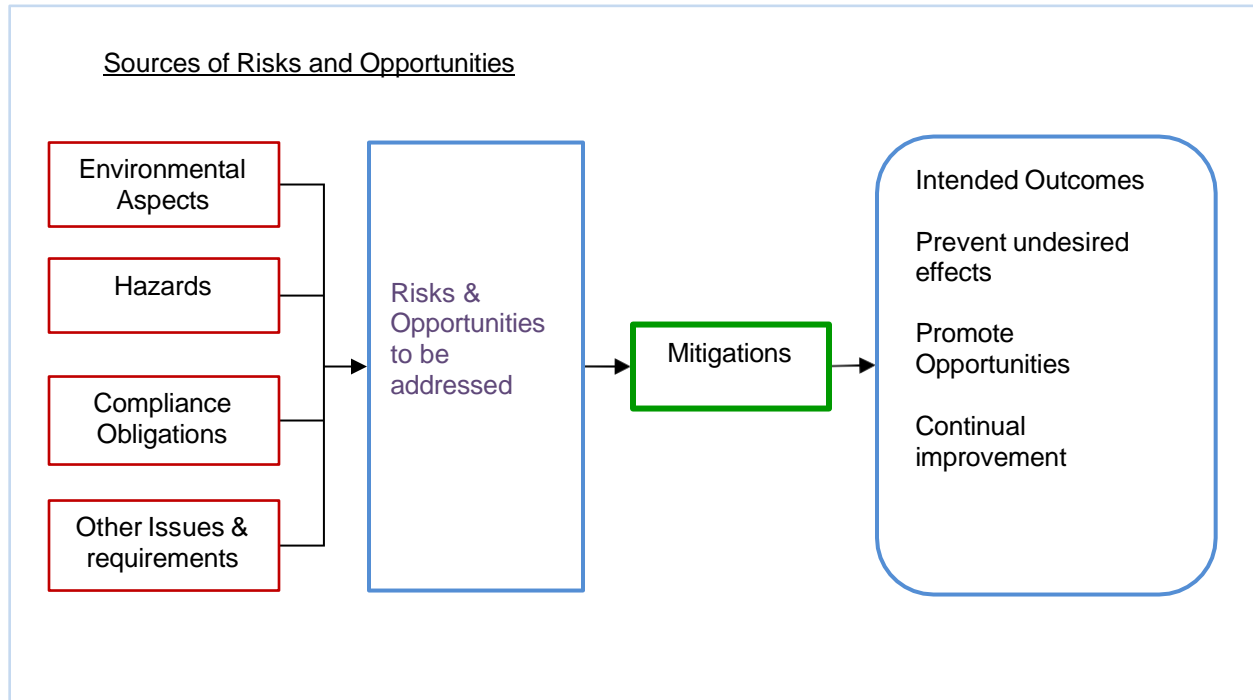 Sources of Risks and Opportunities
Environmental
Aspects
Hazards
Compliance
Obligations
Other Issues &
requirements
Risks &
Opportunities
to be
addressed
Mitigations
Intended Outcomes
Prevent undesired
effects
Promote
Opportunities
Continual
improvement